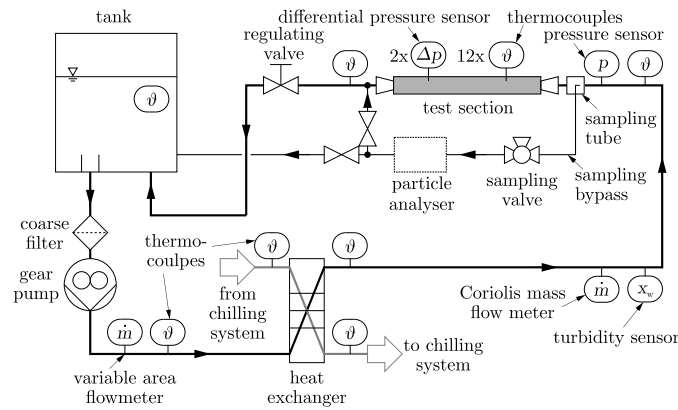 tank
differential pressure sensor
thermocouples
regulating
valve
pressure sensor
ϑ
2x
Δp
12x
ϑ
p
ϑ
ϑ
test section
sampling
tube
particle
analyser
sampling
valve
sampling
bypass
coarse
filter
gear
pump
thermo-
coulpes
ϑ
ϑ
from
chilling
system
Coriolis mass
flow meter
ṁ
x_w
turbidity sensor
ṁ
ϑ
ϑ
to chilling
system
variable area
flowmeter
heat
exchanger